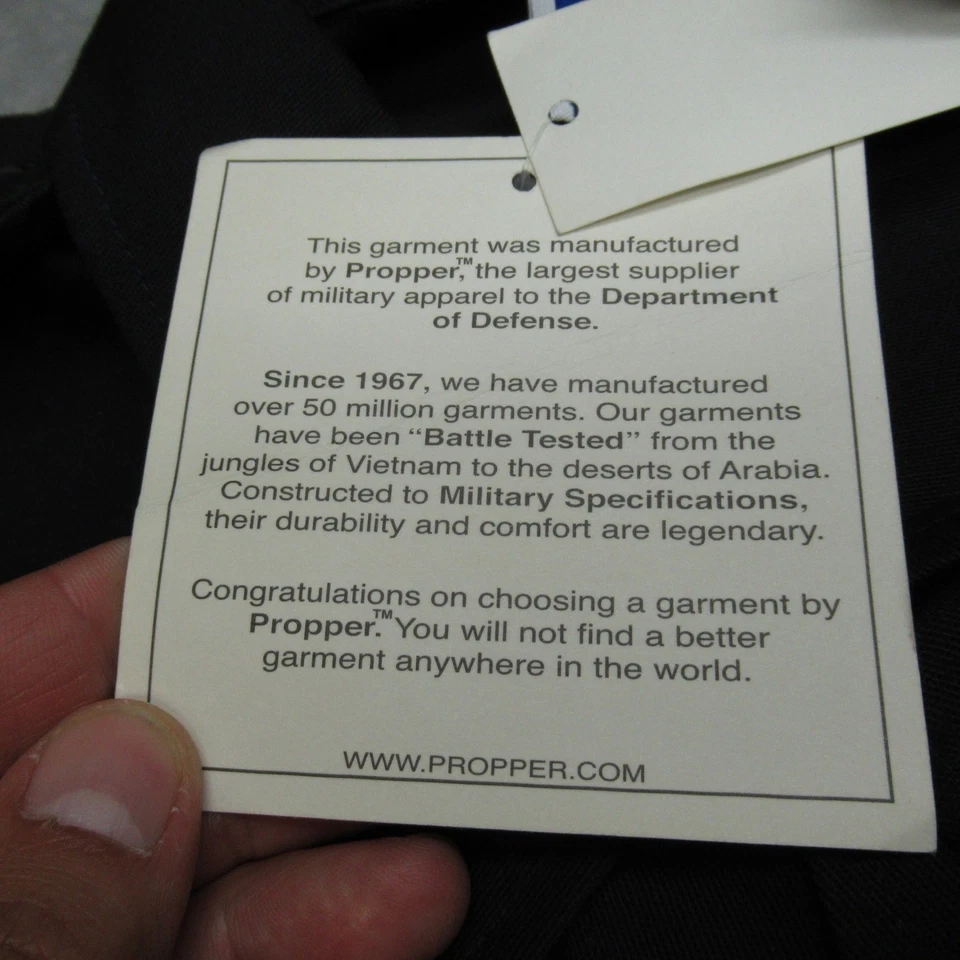 This garment was manufactured
by Propper,™ the largest supplier
of military apparel to the Department
of Defense.
Since 1967, we have manufactured
over 50 million garments. Our garments
have been “Battle Tested” from the
jungles of Vietnam to the deserts of Arabia.
Constructed to Military Specifications,
their durability and comfort are legendary.
Congratulations on choosing a garment by
Propper.™ You will not find a better
garment anywhere in the world.
WWW.PROPPER.COM